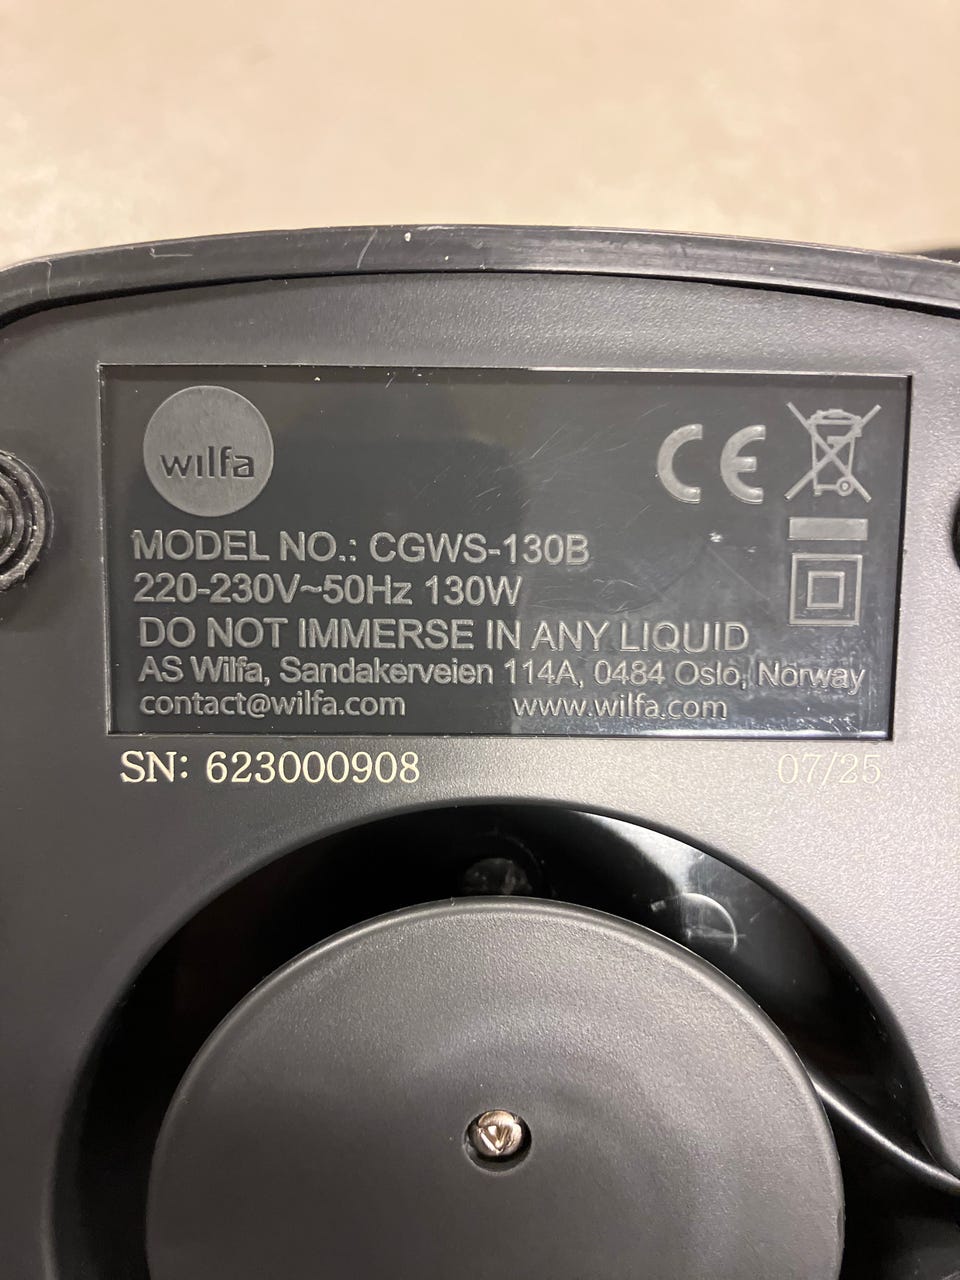 wilfa
CE
MODEL NO.: CGWS-130B
220-230V~50Hz 130W
DO NOT IMMERSE IN ANY LIQUID
AS Wilfa, Sandakerveien 114A, 0484 Oslo, Norway
contact@wilfa.com www.wilfa.com
SN: 623000908 07/25